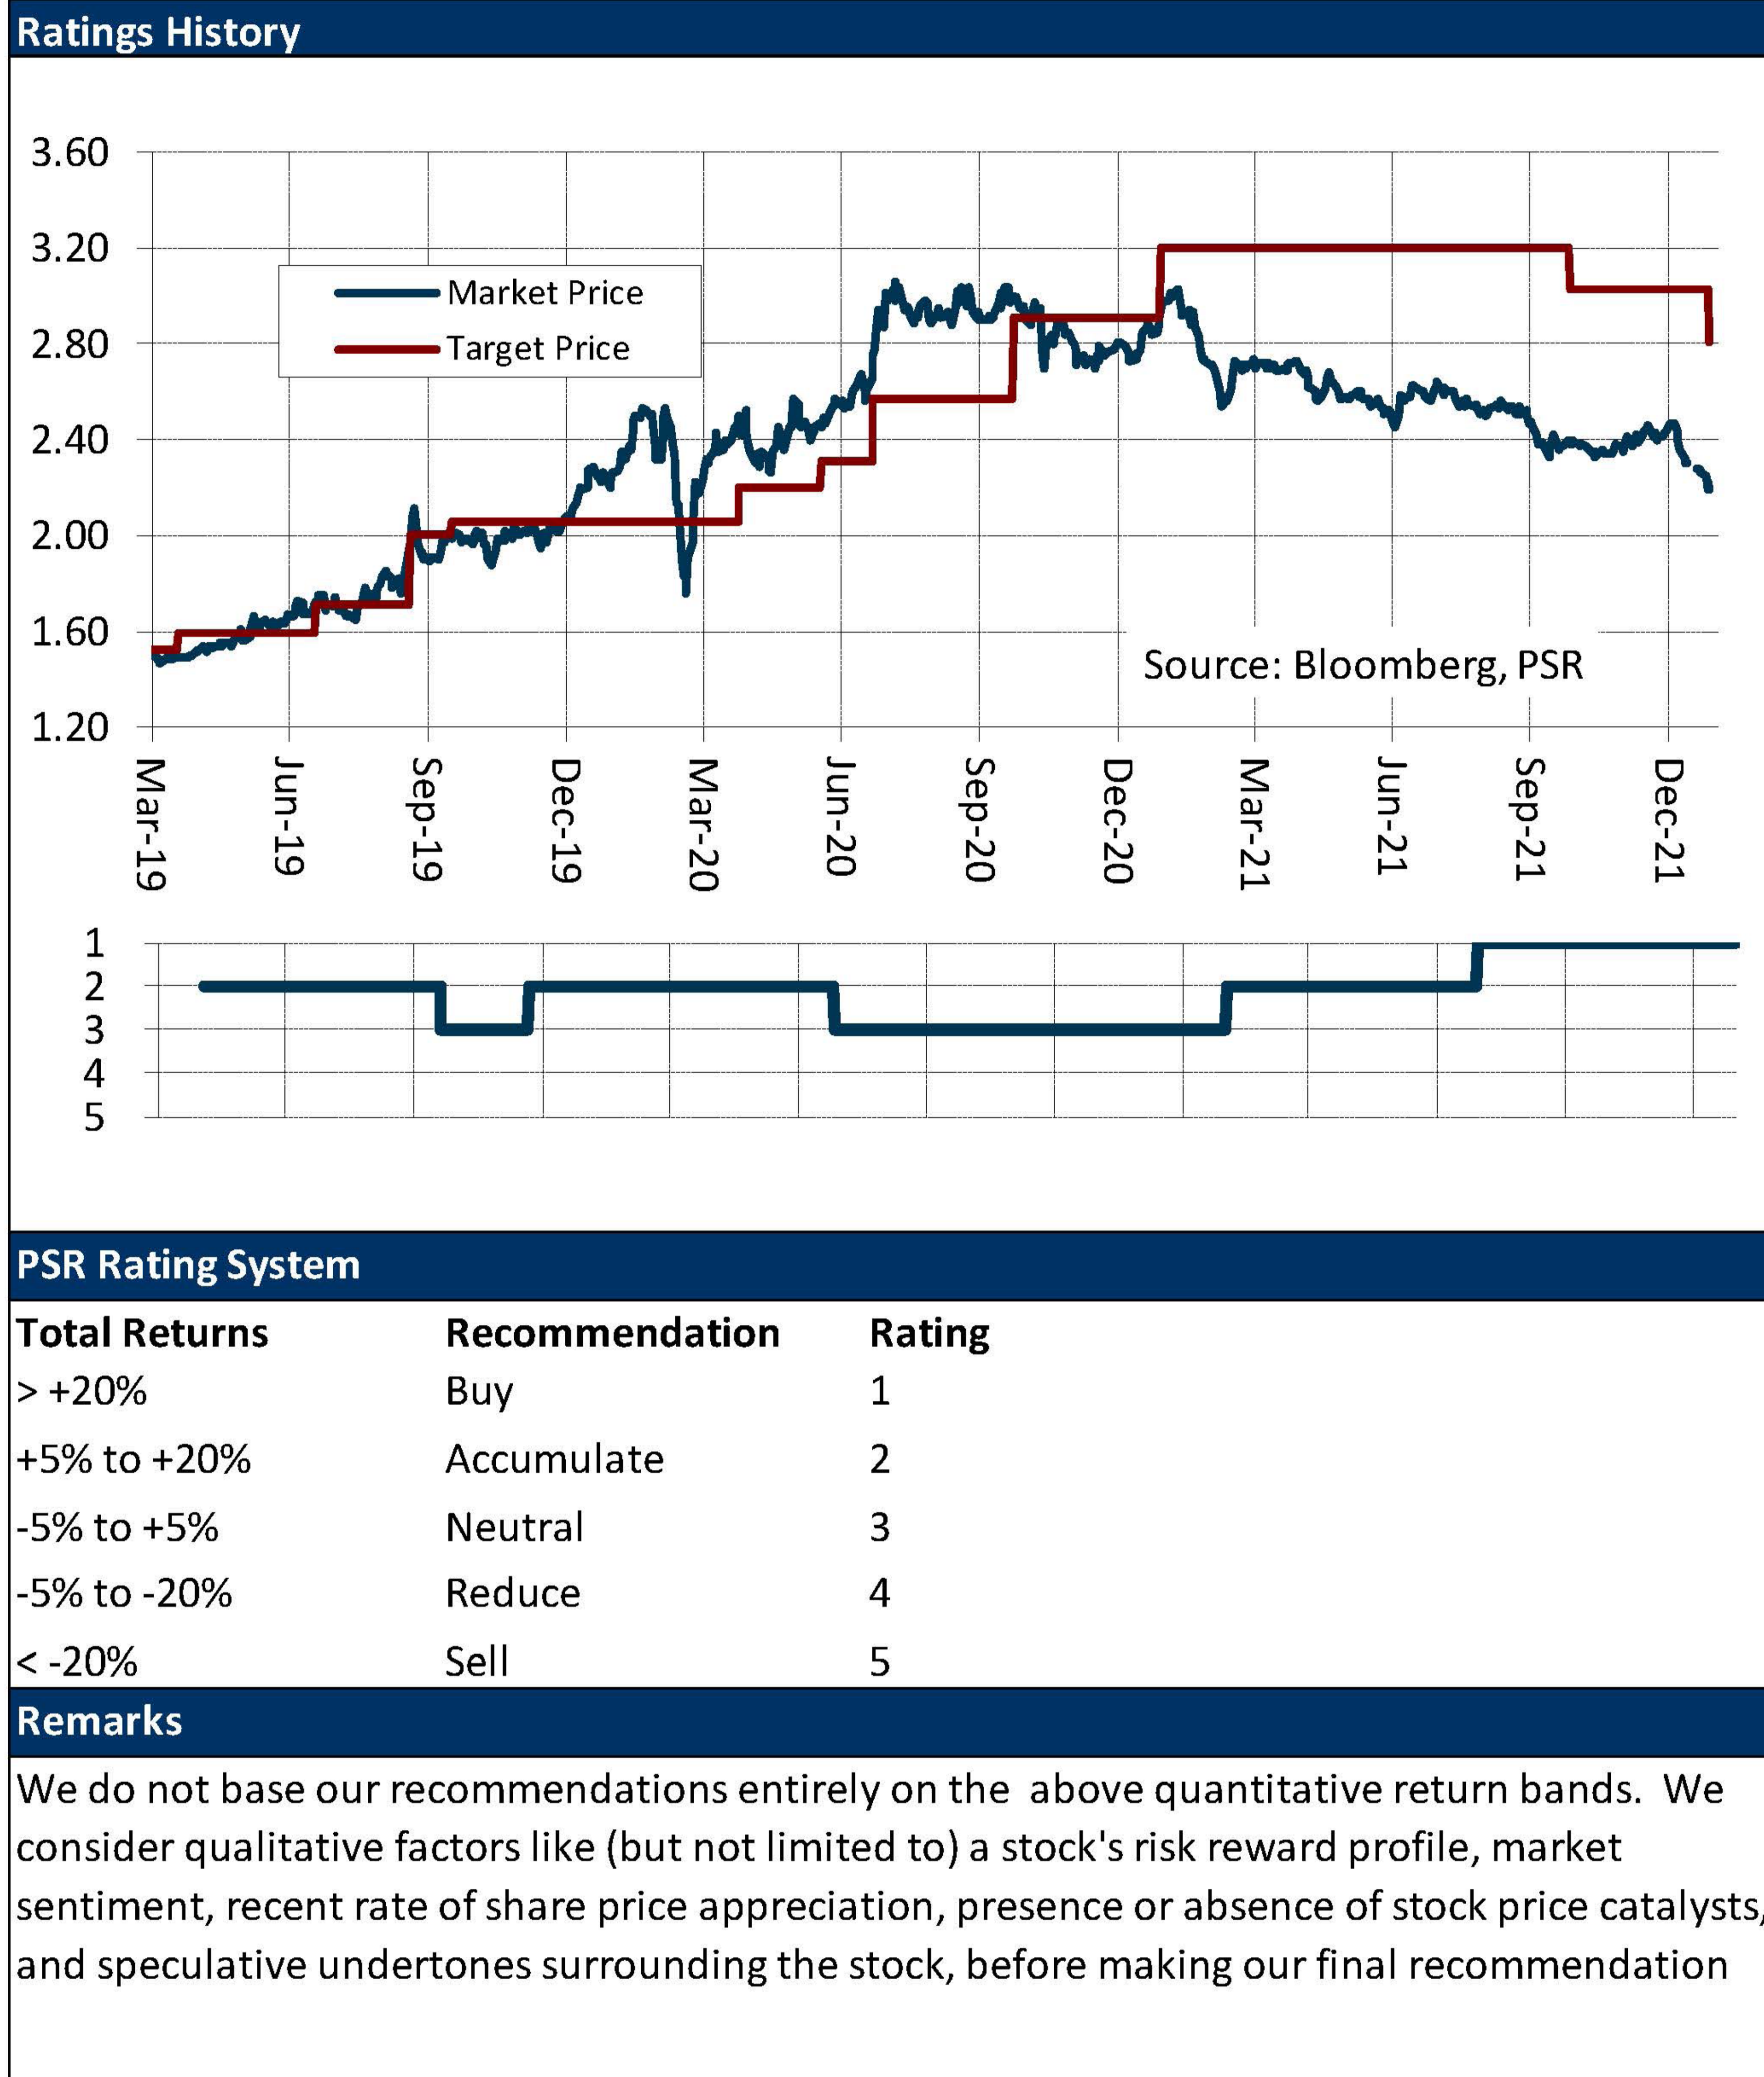 Ratings History
3.60
3.20
Market Price
2.80
Target Price
2.40
2.00
1.60
Source: Bloomberg, PSR
1.20
Mar-19
Jun-19
Sep-19
Dec-19
Mar-20
Jun-20
Sep-20
Dec-20
Mar-21
Jun-21
Sep-21
Dec-21
1
2
3
4
5
PSR Rating System
Total Returns Recommendation Rating
> +20% Buy 1
+5% to +20% Accumulate 2
-5% to +5% Neutral 3
-5% to -20% Reduce 4
< -20% Sell 5
Remarks
We do not base our recommendations entirely on the above quantitative return bands. We
consider qualitative factors like (but not limited to) a stock's risk reward profile, market
sentiment, recent rate of share price appreciation, presence or absence of stock price catalysts,
and speculative undertones surrounding the stock, before making our final recommendation